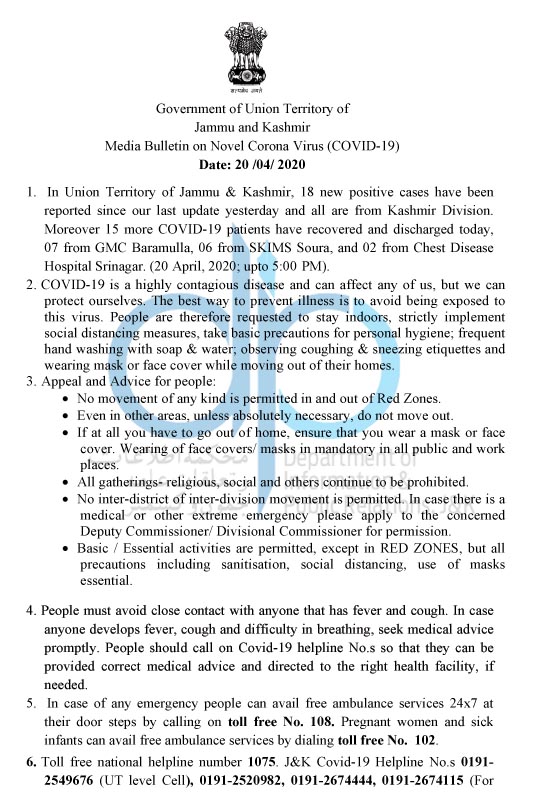 सत्यमेव जयते
Government of Union Territory of
Jammu and Kashmir
Media Bulletin on Novel Corona Virus (COVID-19)
Date: 20 /04/ 2020
1. In Union Territory of Jammu & Kashmir, 18 new positive cases have been
reported since our last update yesterday and all are from Kashmir Division.
Moreover 15 more COVID-19 patients have recovered and discharged today,
07 from GMC Baramulla, 06 from SKIMS Soura, and 02 from Chest Disease
Hospital Srinagar. (20 April, 2020; upto 5:00 PM).
2. COVID-19 is a highly contagious disease and can affect any of us, but we can
protect ourselves. The best way to prevent illness is to avoid being exposed to
this virus. People are therefore requested to stay indoors, strictly implement
social distancing measures, take basic precautions for personal hygiene; frequent
hand washing with soap & water; observing coughing & sneezing etiquettes and
wearing mask or face cover while moving out of their homes.
3. Appeal and Advice for people:
• No movement of any kind is permitted in and out of Red Zones.
• Even in other areas, unless absolutely necessary, do not move out.
• If at all you have to go out of home, ensure that you wear a mask or face
cover. Wearing of face covers/ masks in mandatory in all public and work
places.
• All gatherings- religious, social and others continue to be prohibited.
• No inter-district of inter-division movement is permitted. In case there is a
medical or other extreme emergency please apply to the concerned
Deputy Commissioner/ Divisional Commissioner for permission.
• Basic / Essential activities are permitted, except in RED ZONES, but all
precautions including sanitisation, social distancing, use of masks
essential.
4. People must avoid close contact with anyone that has fever and cough. In case
anyone develops fever, cough and difficulty in breathing, seek medical advice
promptly. People should call on Covid-19 helpline No.s so that they can be
provided correct medical advice and directed to the right health facility, if
needed.
5. In case of any emergency people can avail free ambulance services 24x7 at
their door steps by calling on toll free No. 108. Pregnant women and sick
infants can avail free ambulance services by dialing toll free No. 102.
6. Toll free national helpline number 1075. J&K Covid-19 Helpline No.s 0191-
2549676 (UT level Cell), 0191-2520982, 0191-2674444, 0191-2674115 (For
Department of
Information &
Public Relations, J&K